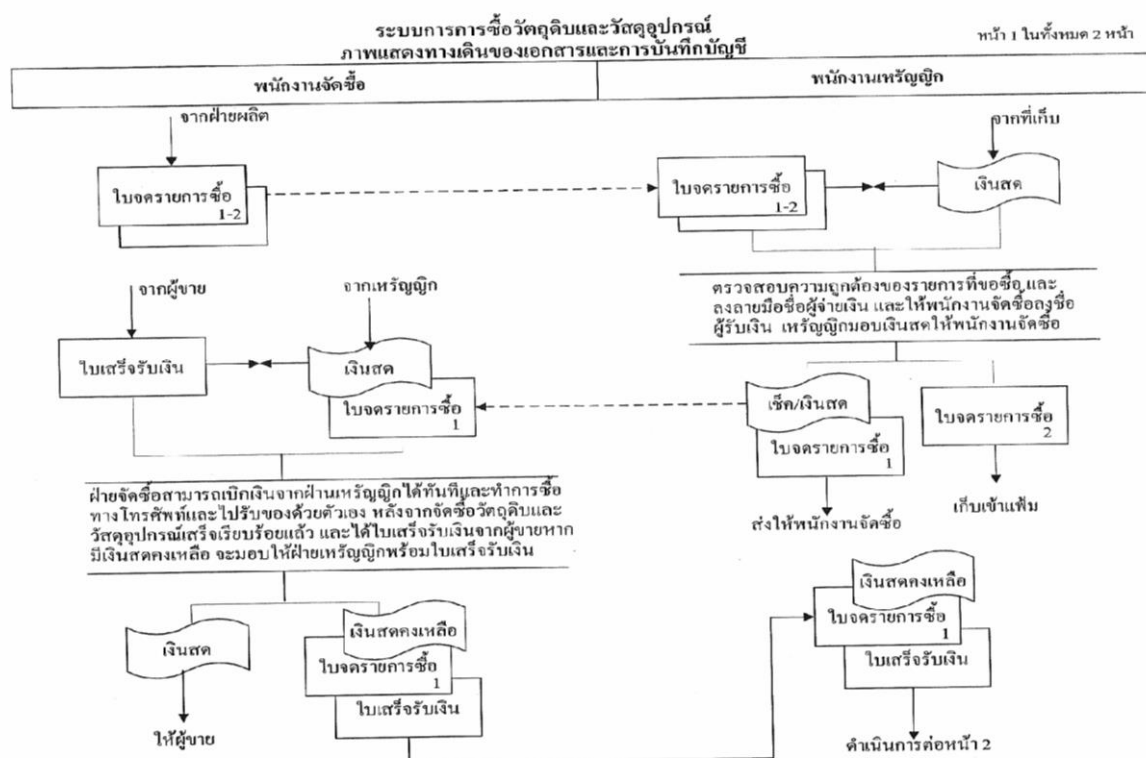 ระบบการการซื้อวัตถุดิบและวัสดุอุปกรณ์
ภาพแสดงทางเดินของเอกสารและการบันทึกบัญชี
หน้า 1 ในทั้งหมด 2 หน้า
พนักงานจัดซื้อ
พนักงานเหรัญญิก
จากฝ่ายผลิต
จากที่เก็บ
ใบจดรายการซื้อ
1-2
ใบจดรายการซื้อ
1-2
เงินสด
ตรวจสอบความถูกต้องของรายการที่ขอซื้อ และ
ลงลายมือชื่อผู้จ่ายเงิน และให้พนักงานจัดซื้อลงชื่อ
ผู้รับเงิน เหรัญญิกมอบเงินสดให้พนักงานจัดซื้อ
จากผู้ขาย
จากเหรัญญิก
ใบเสร็จรับเงิน
เงินสด
ใบจดรายการซื้อ
1
เช็ค/เงินสด
ใบจดรายการซื้อ
1
ใบจดรายการซื้อ
2
ส่งให้พนักงานจัดซื้อ
เก็บเข้าแฟ้ม
ฝ่ายจัดซื้อสามารถเบิกเงินจากฝ่านเหรัญญิกได้ทันทีและทำการซื้อ
ทางโทรศัพท์และไปรับของด้วยตัวเอง หลังจากจัดซื้อวัตถุดิบและ
วัสดุอุปกรณ์เสร็จเรียบร้อยแล้ว และได้ใบเสร็จรับเงินจากผู้ขายหาก
มีเงินสดคงเหลือ จะมอบให้ฝ่ายเหรัญญิกพร้อมใบเสร็จรับเงิน
เงินสด
ให้ผู้ขาย
เงินสดคงเหลือ
ใบจดรายการซื้อ
1
ใบเสร็จรับเงิน
เงินสดคงเหลือ
ใบจดรายการซื้อ
1
ใบเสร็จรับเงิน
ดำเนินการต่อหน้า 2